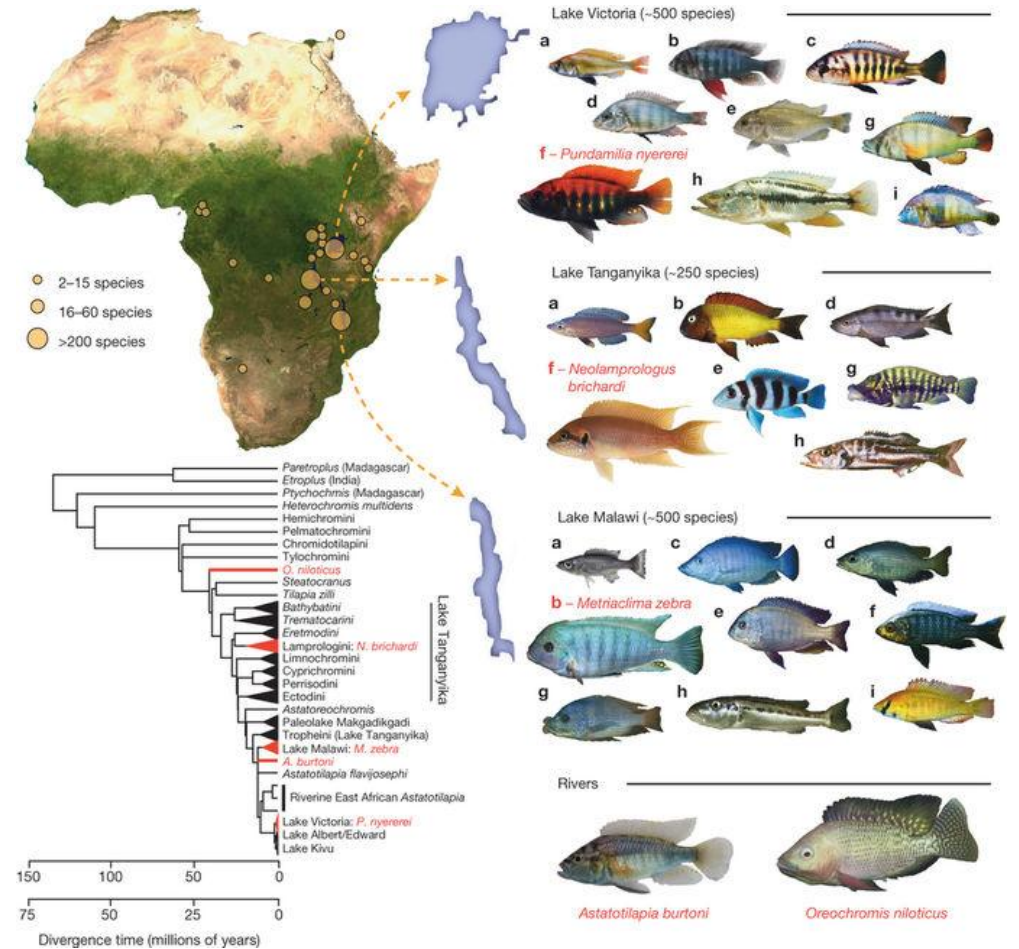 Lake Victoria (~500 species)
a
b
c
d
e
g
f – Pundamilia nyererei
h
i
2–15 species
16–60 species
>200 species
Lake Tanganyika (~250 species)
a
b
d
f – Neolamprologus
brichardi
e
g
h
Lake Malawi (~500 species)
a
c
d
b – Metriaclima zebra
e
f
g
h
i
Rivers
Astatotilapia burtoni
Oreochromis niloticus
Paretroplus (Madagascar)
Etroplus (India)
Ptychochmis (Madagascar)
Heterochromis multidens
Hemichromini
Pelmatochromini
Chromidotilapini
Tylochromini
O. niloticus
Steatocranus
Tilapia zilli
Bathybatini
Trematocarini
Eretmodini
Lamprologini: N. brichardi
Limnochromini
Cyprichromini
Perrisodini
Ectodini
Lake Tanganyika
Astatoreochromis
Paleolake Makgadikgadi
Tropheini (Lake Tanganyika)
Lake Malawi: M. zebra
A. burtoni
Astatotilapia flavijosephi
Riverine East African Astatotilapia
Lake Victoria: P. nyererei
Lake Albert/Edward
Lake Kivu
150 100 50 0
75 50 25 0
Divergence time (millions of years)